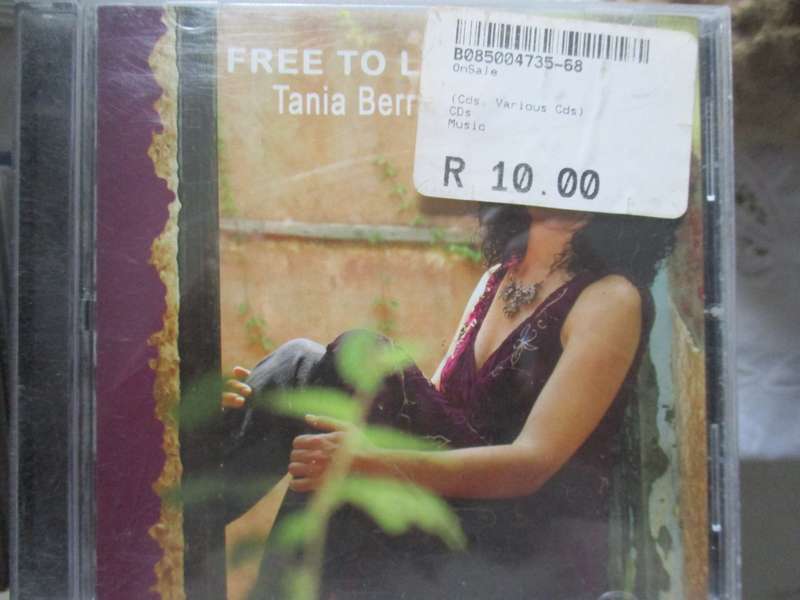 FREE TO L
Tania Berr
B085004735-68
OnSale
(Cds. Various Cds)
CDs
Music
R 10.00